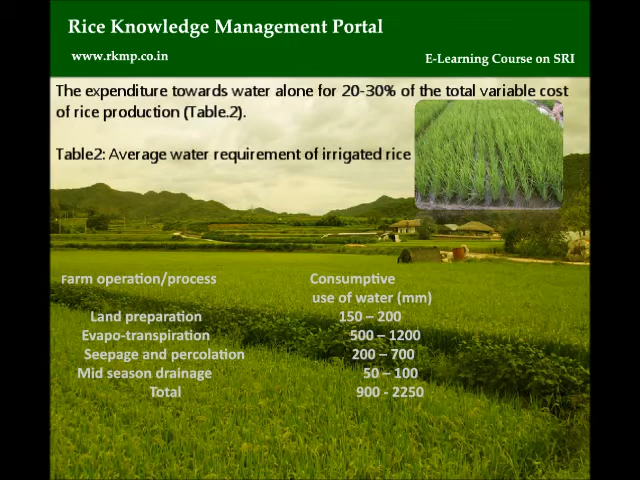 Rice Knowledge Management Portal
www.rkmp.co.in E-Learning Course on SRI
The expenditure towards water alone for 20-30% of the total variable cost
of rice production (Table.2).
Table2: Average water requirement of irrigated rice
Farm operation/process Consumptive
use of water (mm)
Land preparation 150 – 200
Evapo-transpiration 500 – 1200
Seepage and percolation 200 – 700
Mid season drainage 50 – 100
Total 900 - 2250